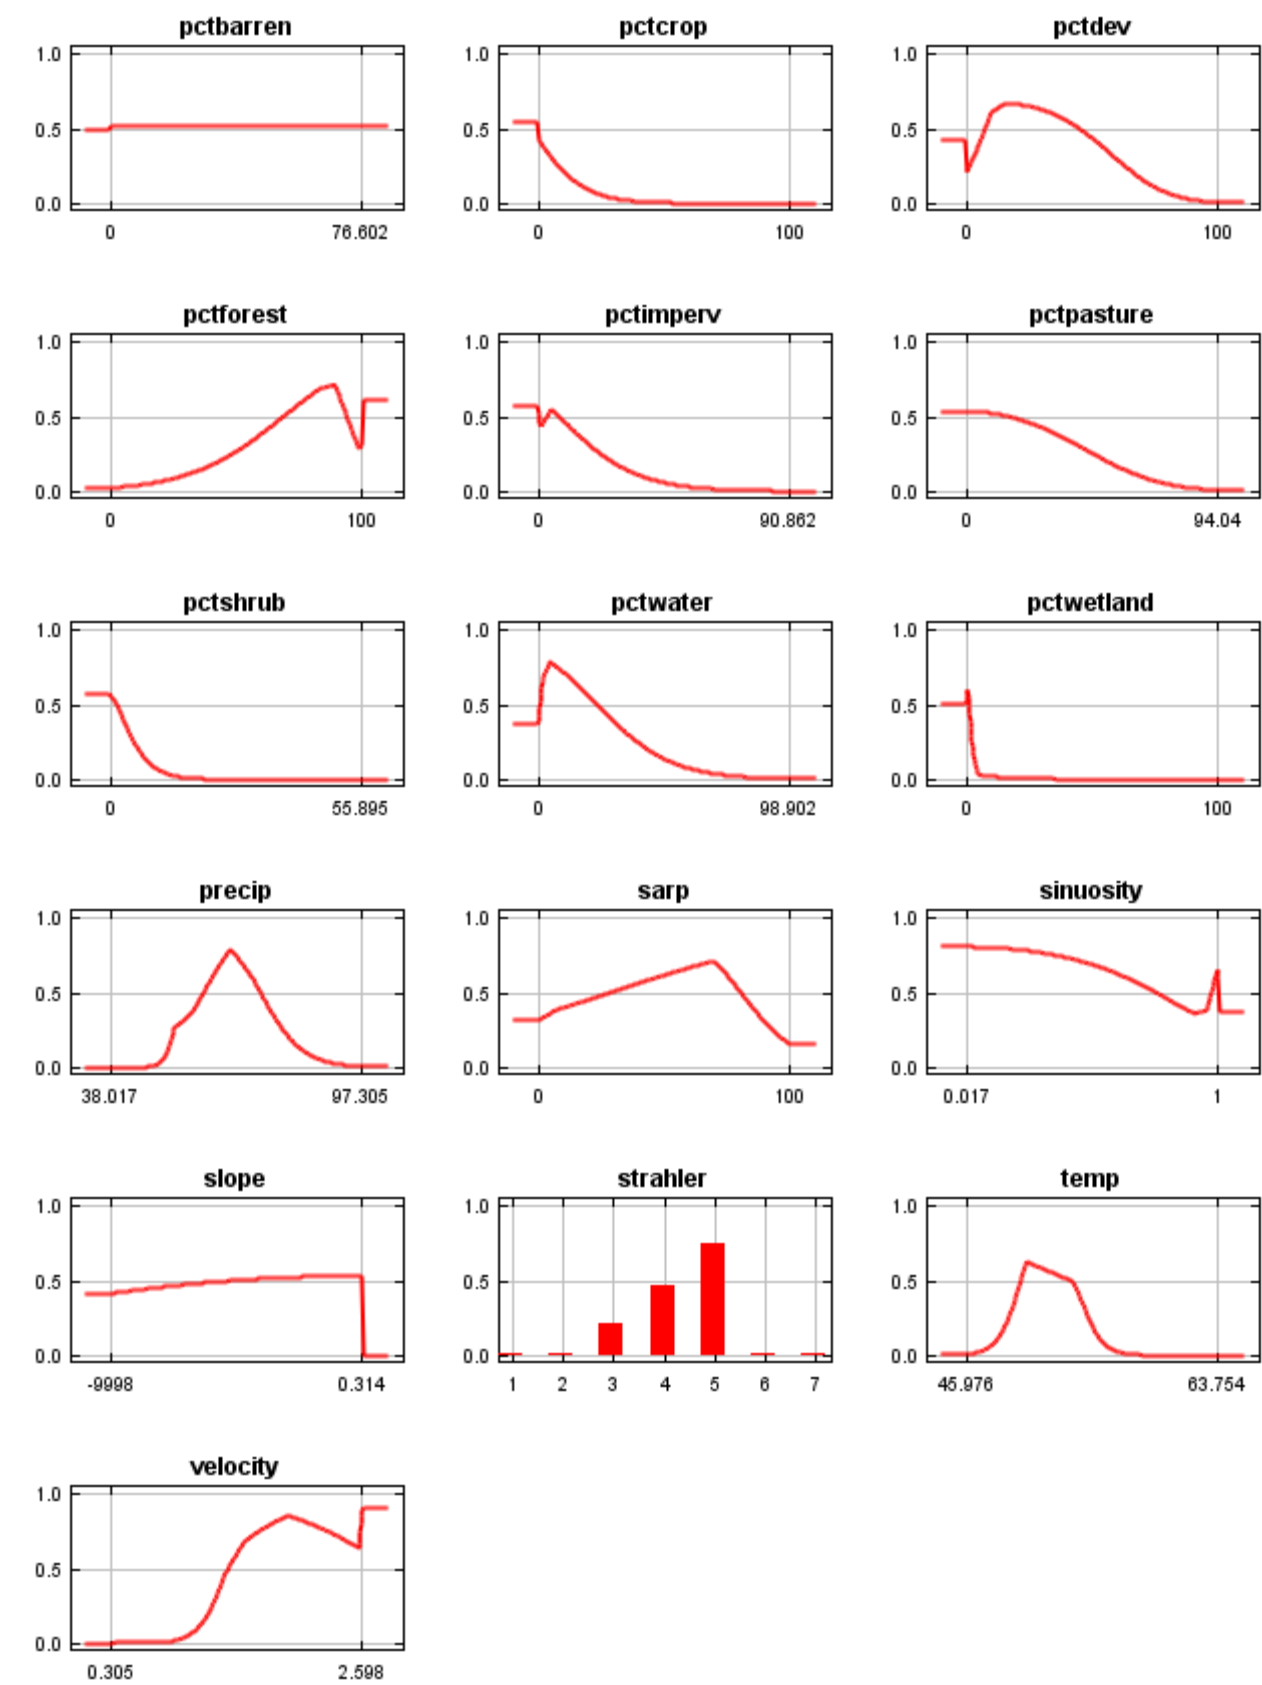 pctbarren pctcrop pctdev
1.0 1.0 1.0
0.5 0.5 0.5
0.0 0.0 0.0
0 76.602 0 100 0 100
pctforest pctimperv pctpasture
1.0 1.0 1.0
0.5 0.5 0.5
0.0 0.0 0.0
0 100 0 90.862 0 94.04
pctshrub pctwater pctwetland
1.0 1.0 1.0
0.5 0.5 0.5
0.0 0.0 0.0
0 55.895 0 98.902 0 100
precip sarp sinuosity
1.0 1.0 1.0
0.5 0.5 0.5
0.0 0.0 0.0
38.017 97.305 0 100 0.017 1
slope strahler temp
1.0 1.0 1.0
0.5 0.5 0.5
0.0 0.0 0.0
-9998 0.314 1 2 3 4 5 6 7 45.976 63.754
velocity
1.0
0.5
0.0
0.305 2.598